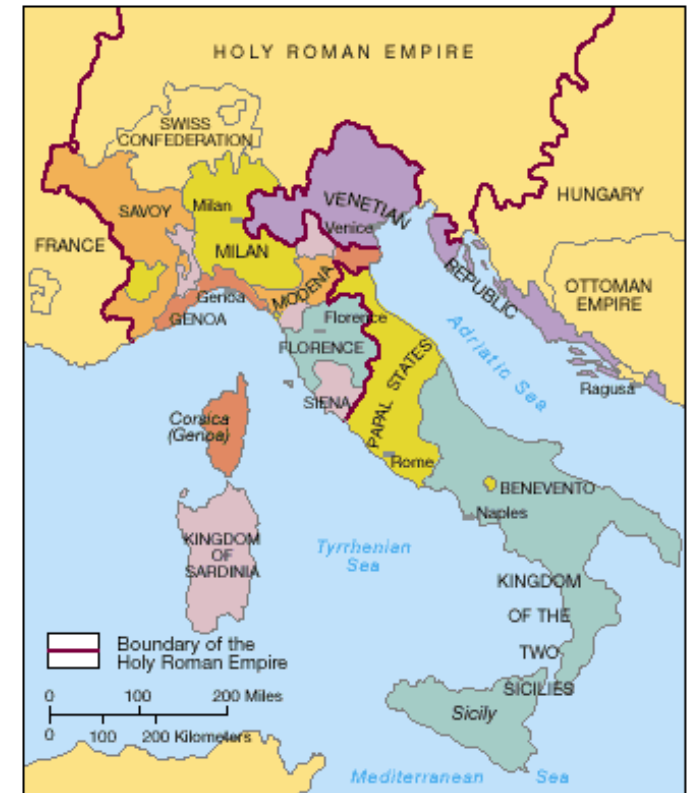 HOLY ROMAN EMPIRE
SWISS
CONFEDERATION
SAVOY
Milan
MILAN
VENETIAN
Venice
REPUBLIC
HUNGARY
FRANCE
OTTOMAN
EMPIRE
Genoa
GENOA
MODENA
Florence
FLORENCE
SIENA
PAPAL STATES
Rome
Adriatic Sea
Ragusa
Corsica
(Genoa)
BENEVENTO
Naples
KINGDOM
OF
SARDINIA
Tyrrhenian
Sea
KINGDOM
OF THE
TWO
SICILIES
Sicily
Boundary of the
Holy Roman Empire
0 100 200 Miles
0 100 200 Kilometers
Mediterranean Sea